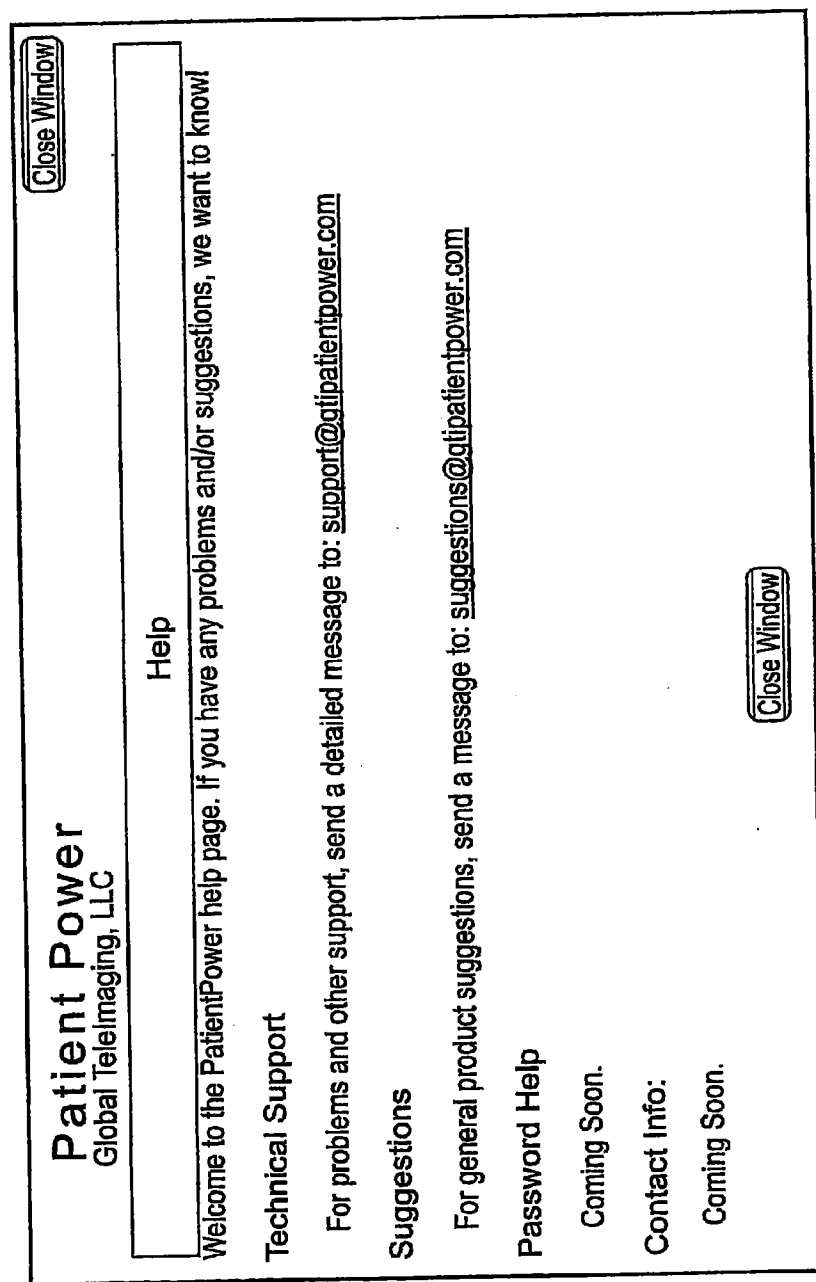 Patient Power
Global TeleImaging, LLC
Close Window
Help
Welcome to the PatientPower help page. If you have any problems and/or suggestions, we want to know!
Technical Support
For problems and other support, send a detailed message to: support@gtipatientpower.com
Suggestions
For general product suggestions, send a message to: suggestions@gtipatientpower.com
Password Help
Coming Soon.
Contact Info:
Coming Soon.
Close Window